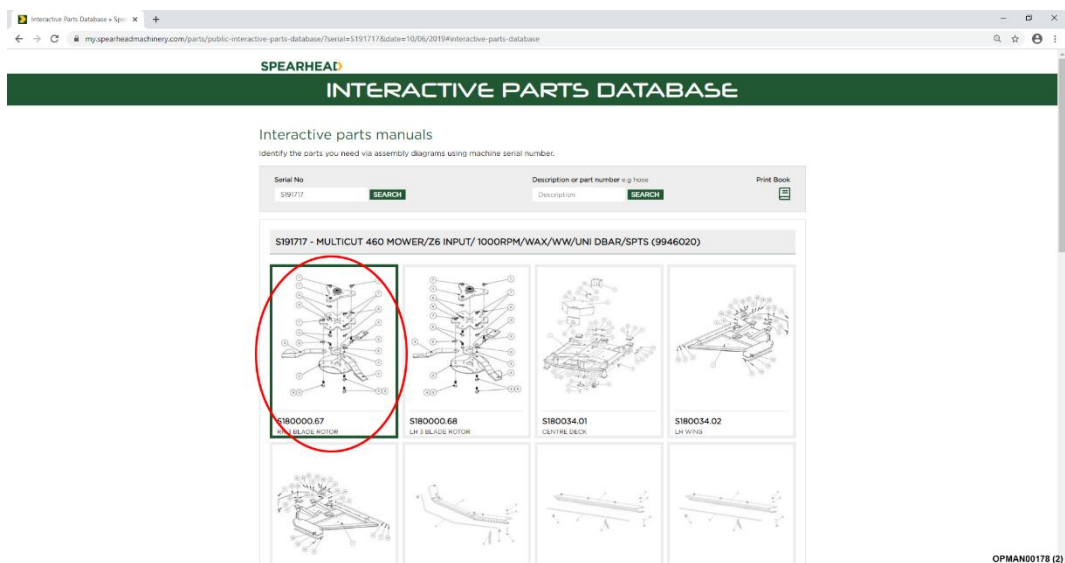 Interactive Parts Database » Spe
my.spearheadmachinery.com/parts/public-interactive-parts-database/?serial=S191717&date=10/06/2019#interactive-parts-database
SPEARHEAD
INTERACTIVE PARTS DATABASE
Interactive parts manuals
Identify the parts you need via assembly diagrams using machine serial number.
Serial No
Description or part number e.g hose
Print Book
S191717
SEARCH
Description
SEARCH
S191717 - MULTICUT 460 MOWER/Z6 INPUT/ 1000RPM/WAX/WW/UNI DBAR/SPTS (9946020)
S180000.67
RH 3 BLADE ROTOR
S180000.68
LH 3 BLADE ROTOR
S180034.01
CENTRE DECK
S180034.02
LH WING
OPMAN00178 (2)